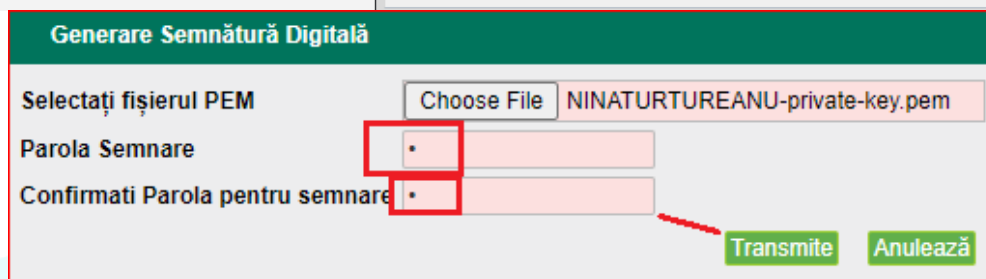 Generare Semnătură Digitală
Selectați fișierul PEM Choose File NINATURTUREANU-private-key.pem
Parola Semnare •
Confirmati Parola pentru semnare •
Transmite Anulează